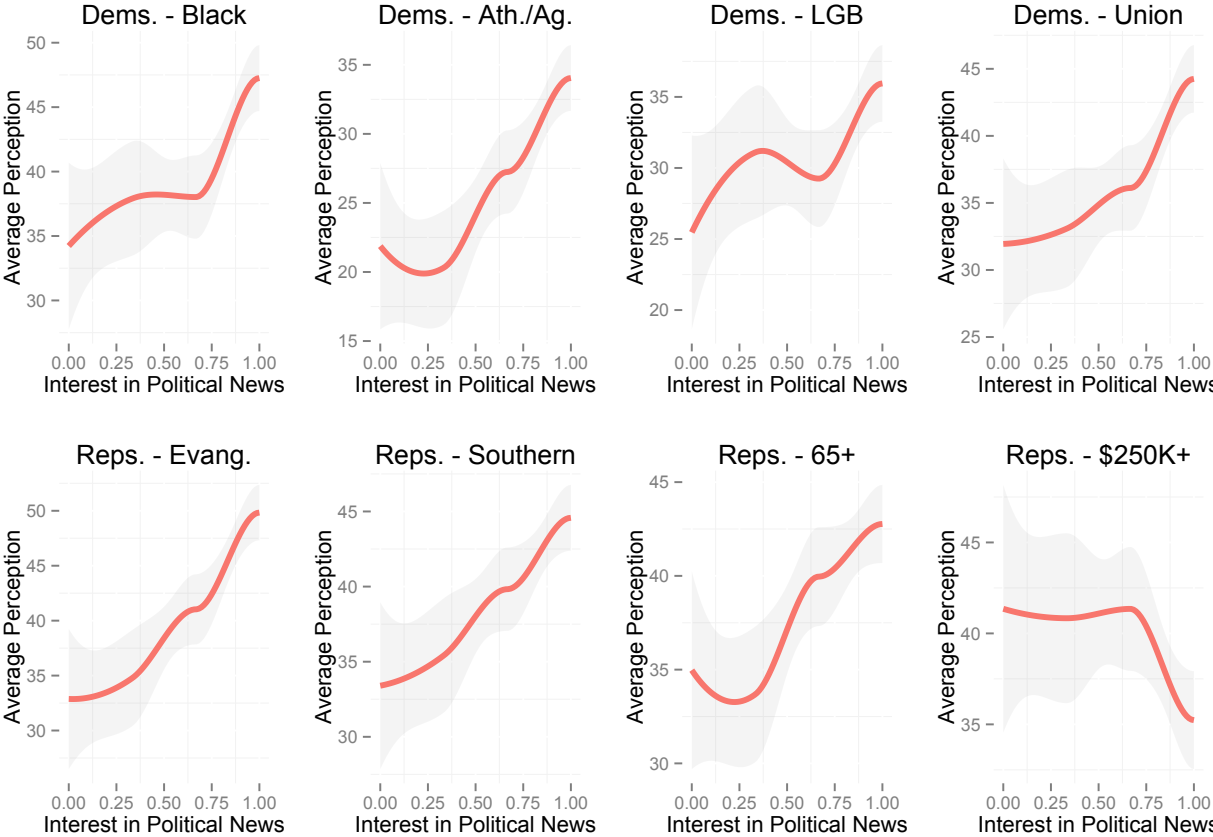 Dems. - Black
Dems. - Ath./Ag.
Dems. - LGB
Dems. - Union
Average Perception
50
45
40
35
30
0.00 0.25 0.50 0.75 1.00
Interest in Political News
Average Perception
35
30
25
20
15
0.00 0.25 0.50 0.75 1.00
Interest in Political News
Average Perception
35
30
25
20
0.00 0.25 0.50 0.75 1.00
Interest in Political News
Average Perception
45
40
35
30
25
0.00 0.25 0.50 0.75 1.00
Interest in Political News
Reps. - Evang.
Reps. - Southern
Reps. - 65+
Reps. - $250K+
Average Perception
50
45
40
35
30
0.00 0.25 0.50 0.75 1.00
Interest in Political News
Average Perception
45
40
35
30
0.00 0.25 0.50 0.75 1.00
Interest in Political News
Average Perception
45
40
35
30
0.00 0.25 0.50 0.75 1.00
Interest in Political News
Average Perception
45
40
35
0.00 0.25 0.50 0.75 1.00
Interest in Political News